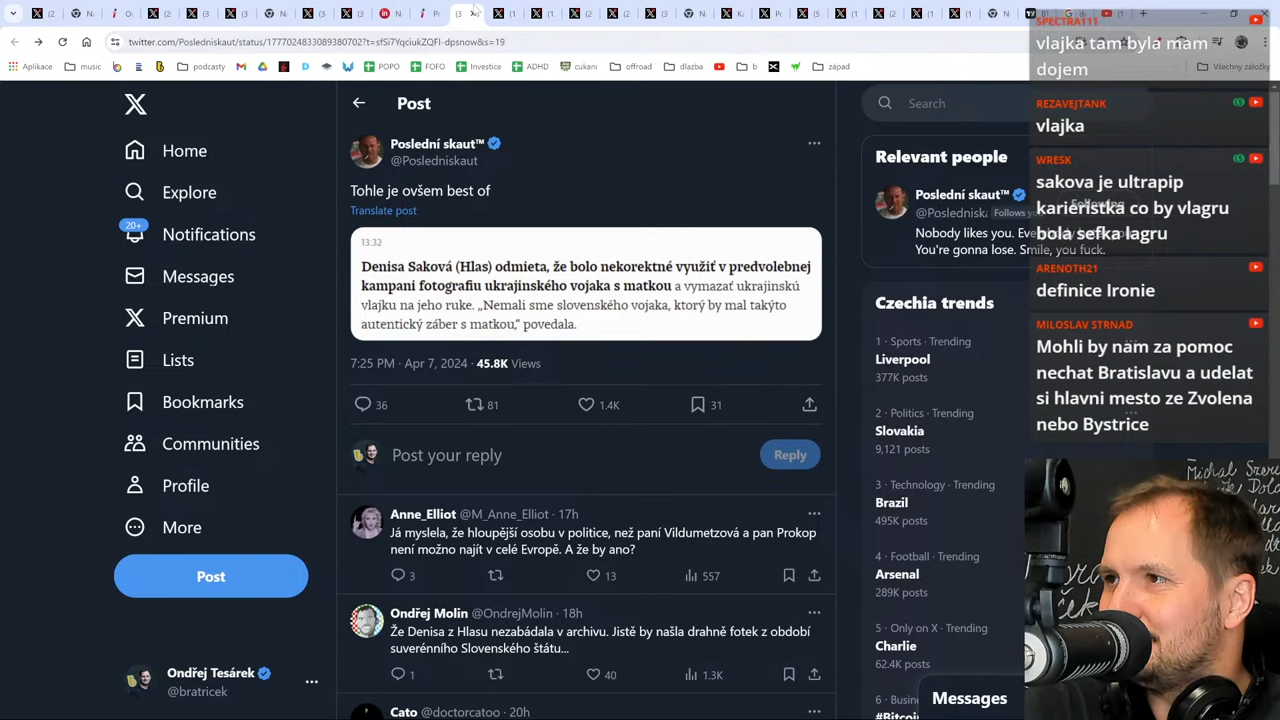 twitter.com/Posledniskaut/status/1777024833089380702?t=sfSi7YqciukZQFI-dpsnow&s=19
Aplikace
music
podcasty
POPO
FOFO
Investice
ADHD
cukani
offroad
dlazba
b
západ
Všechny záložky
Home
Explore
20+
Notifications
Messages
Premium
Lists
Bookmarks
Communities
Profile
More
Post
Ondřej Tesárek
@bratricek
Post
Poslední skaut™
@Posledniskaut
Tohle je ovšem best of
Translate post
13:32
Denisa Saková (Hlas) odmieta, že bolo nekorektné využiť v predvolebnej
kampani fotografiu ukrajinského vojaka s matkou a vymazať ukrajinskú
vlajku na jeho ruke. „Nemali sme slovenského vojaka, ktorý by mal takýto
autentický záber s matkou,“ povedala.
7:25 PM · Apr 7, 2024 · 45.8K Views
36
81
1.4K
31
Post your reply
Reply
Anne_Elliot @M_Anne_Elliot · 17h
Já myslela, že hloupější osobu v politice, než paní Vildumetzová a pan Prokop
není možno najít v celé Evropě. A že by ano?
3
13
557
Ondřej Molin @OndrejMolin · 18h
Že Denisa z Hlasu nezabádala v archivu. Jistě by našla drahně fotek z období
suverénního Slovenského štátu...
1
40
1.3K
Cato @doctorcatoo · 20h
Search
Relevant people
Poslední skaut™
@Posledniska
Follows you
Following
Nobody likes you.
You're gonna lose. Smile, you fuck.
Czechia trends
1 · Sports · Trending
Liverpool
377K posts
2 · Politics · Trending
Slovakia
9,121 posts
3 · Technology · Trending
Brazil
495K posts
4 · Football · Trending
Arsenal
289K posts
5 · Only on X · Trending
Charlie
62.4K posts
Messages
SPECTRA111
vlajka tam byla mam
dojem
REZAVEJTANK
vlajka
WRESK
sakova je ultrapip
karieristka co by vlagru
bola sefka lagru
ARENOTH21
definice Ironie
MILOSLAV STRNAD
Mohli by nam za pomoc
nechat Bratislavu a udelat
si hlavni mesto ze Zvolena
nebo Bystrice